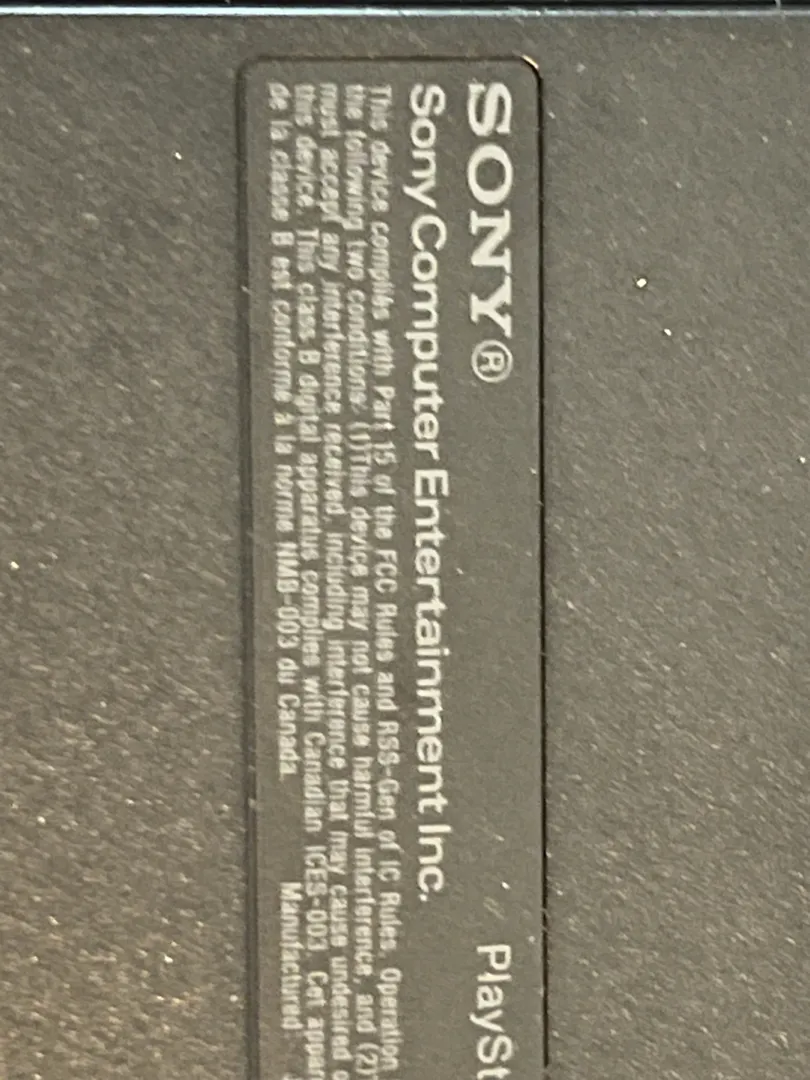 SONY®
PlaySt
Sony Computer Entertainment Inc.
This device complies with Part 15 of the FCC Rules and RSS-Gen of IC Rules. Operation
the following two conditions: (1)This device may not cause harmful interference, and (2)
must accept any interference received, including interference that may cause undesired o
this device. This class B digital apparatus complies with Canadian ICES-003. Cet appar
de la classe B est conforme à la norme NMB-003 du Canada. Manufactured